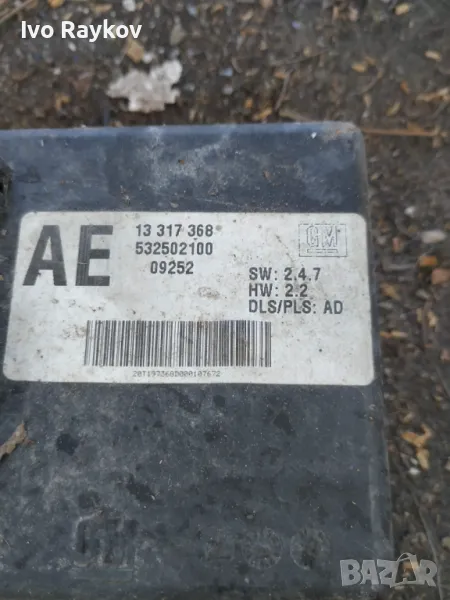 Ivo Raykov
AE
13 317 368
532502100
09252
GM
SW: 2.4.7
HW: 2.2
DLS/PLS: AD
BAZAR